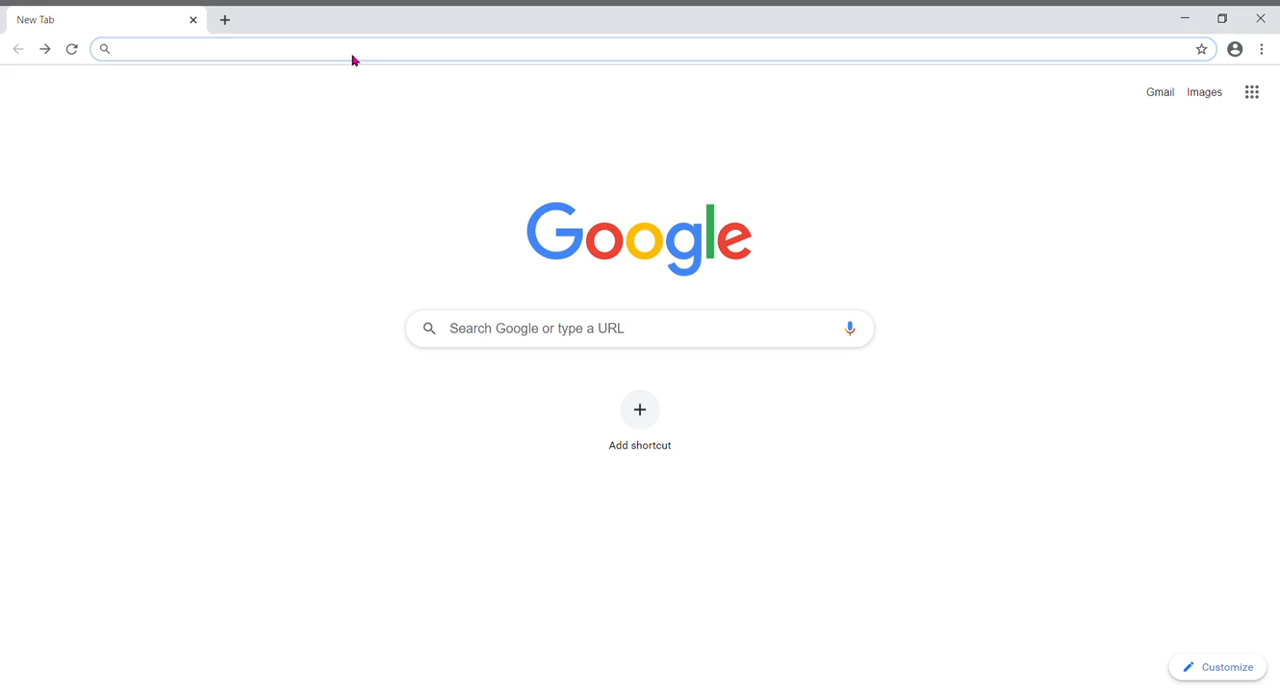 New Tab
Gmail Images
Google
Search Google or type a URL
Add shortcut
Customize